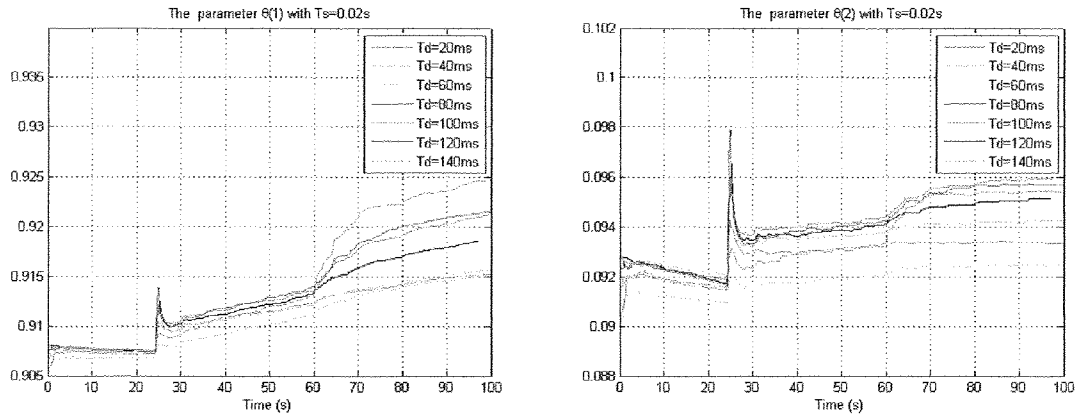 The parameter θ(1) with Ts=0.02s
0.935
0.93
0.925
0.92
0.915
0.91
0.905
0 10 20 30 40 50 60 70 80 90 100
Time (s)
Td=20ms
Td=40ms
Td=60ms
Td=80ms
Td=100ms
Td=120ms
Td=140ms
The parameter θ(2) with Ts=0.02s
0.102
0.1
0.098
0.096
0.094
0.092
0.09
0.088
0 10 20 30 40 50 60 70 80 90 100
Time (s)
Td=20ms
Td=40ms
Td=60ms
Td=80ms
Td=100ms
Td=120ms
Td=140ms